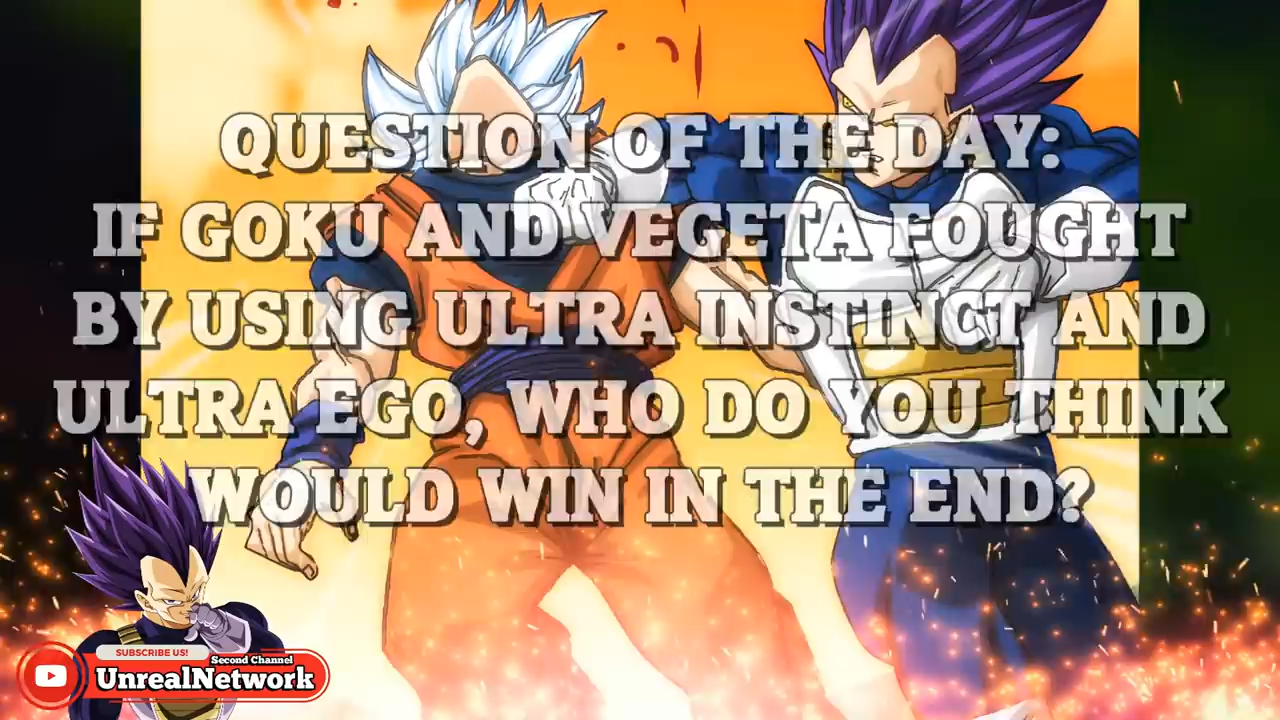 QUESTION OF THE DAY:
IF GOKU AND VEGETA FOUGHT
BY USING ULTRA INSTINCT AND
ULTRA EGO, WHO DO YOU THINK
WOULD WIN IN THE END?
SUBSCRIBE US!
Second Channel
UnrealNetwork